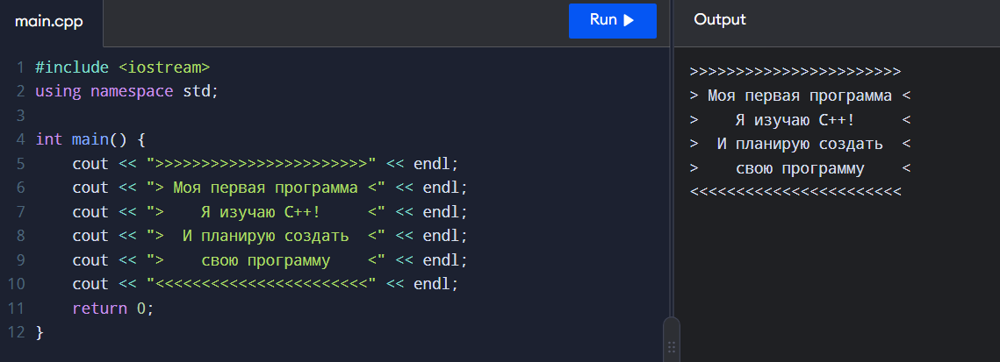 main.cpp
Run
Output
1 #include <iostream>
2 using namespace std;
3
4 int main() {
5     cout << ">>>>>>>>>>>>>>>>>>>>>>>" << endl;
6     cout << "> Моя первая программа <" << endl;
7     cout << ">    Я изучаю C++!     <" << endl;
8     cout << ">  И планирую создать  <" << endl;
9     cout << ">    свою программу    <" << endl;
10     cout << "<<<<<<<<<<<<<<<<<<<<<<<" << endl;
11     return 0;
12 }
>>>>>>>>>>>>>>>>>>>>>>>
> Моя первая программа <
>    Я изучаю C++!     <
>  И планирую создать  <
>    свою программу    <
<<<<<<<<<<<<<<<<<<<<<<<